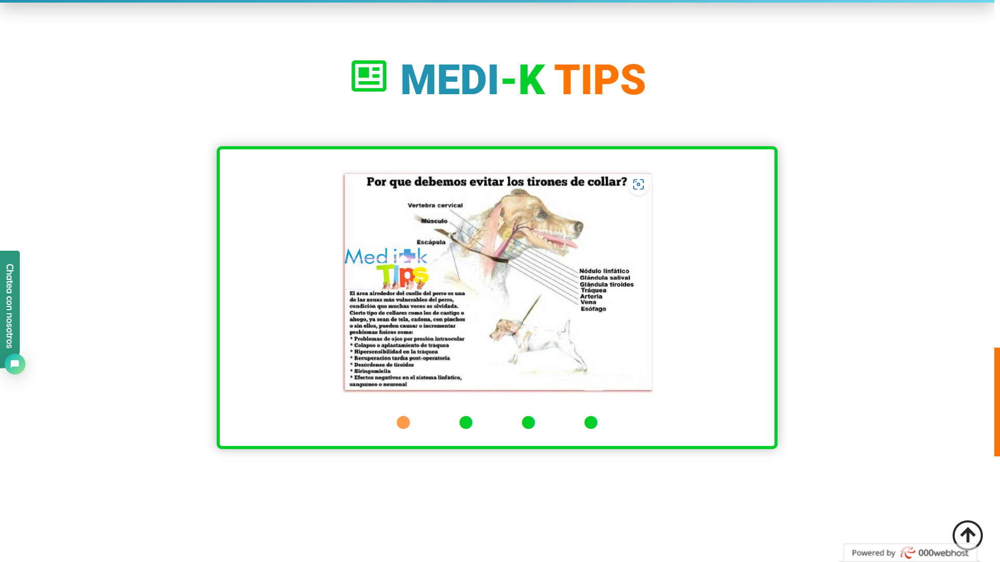 MEDI-K TIPS
Por que debemos evitar los tirones de collar?
Vertebra cervical
Músculo
Escápula
Medi k
Tips
Nódulo linfático
Glándula salival
Glándula tiroides
Tráquea
Arteria
Vena
Esófago
El área alrededor del cuello del perro es una
de las zonas más vulnerables del perro,
condición que muchas veces es olvidada.
Cierto tipo de collares como los de castigo o
ahogo, ya sean de tela, cadena, con pinchos
o sin ellos, pueden causar o incrementar
problemas físicos como:
* Problemas de ojos por presión intraocular
* Colapso o aplastamiento de tráquea
* Hipersensibilidad en la tráquea
* Recuperación tardía post-operatoria
* Desórdenes de tiroides
* Siringomielia
* Efectos negativos en el sistema linfático,
sanguíneo o neuronal
Chatea con nosotros
Powered by 000webhost